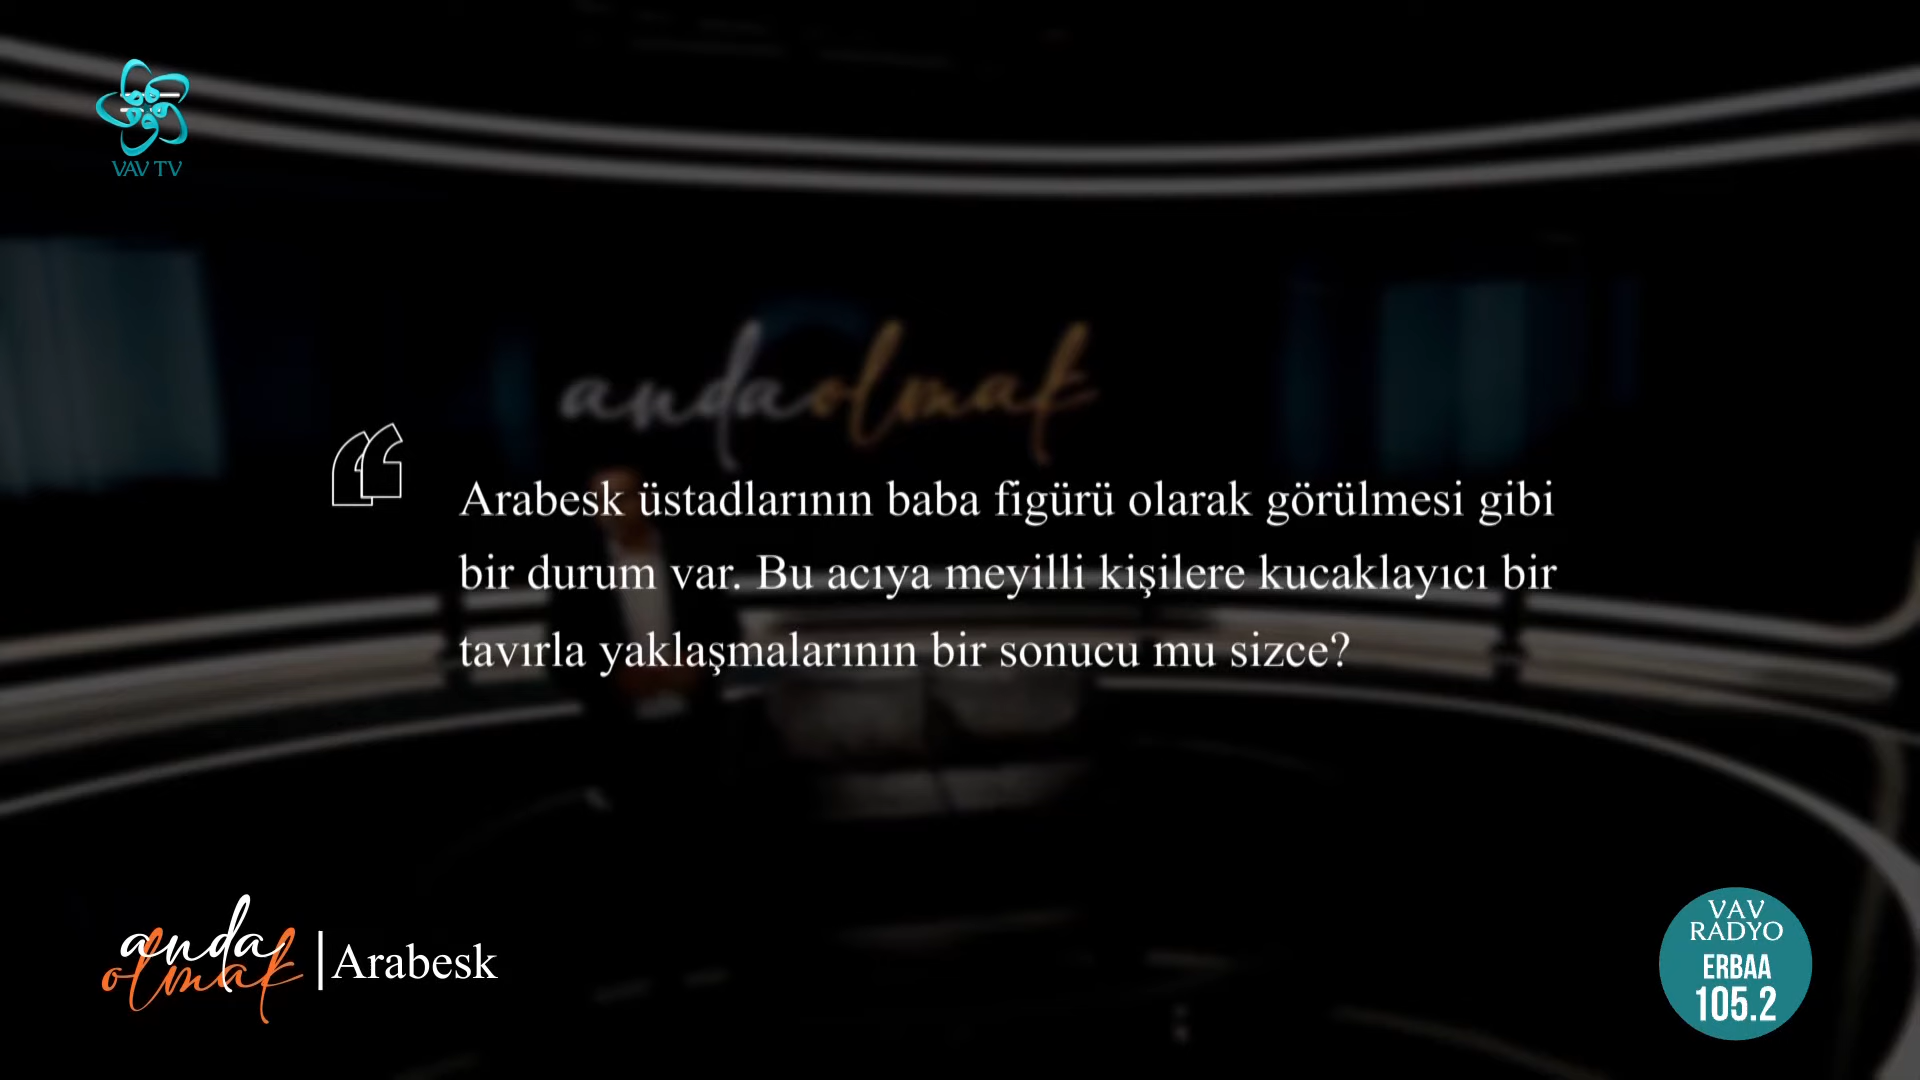 VAV TV
anda olmak
Arabesk üstadlarının baba figürü olarak görülmesi gibi
bir durum var. Bu acıya meyilli kişilere kucaklayıcı bir
tavırla yaklaşmalarının bir sonucu mu sizce?
anda
olmak
Arabesk
VAV
RADYO
ERBAA
105.2